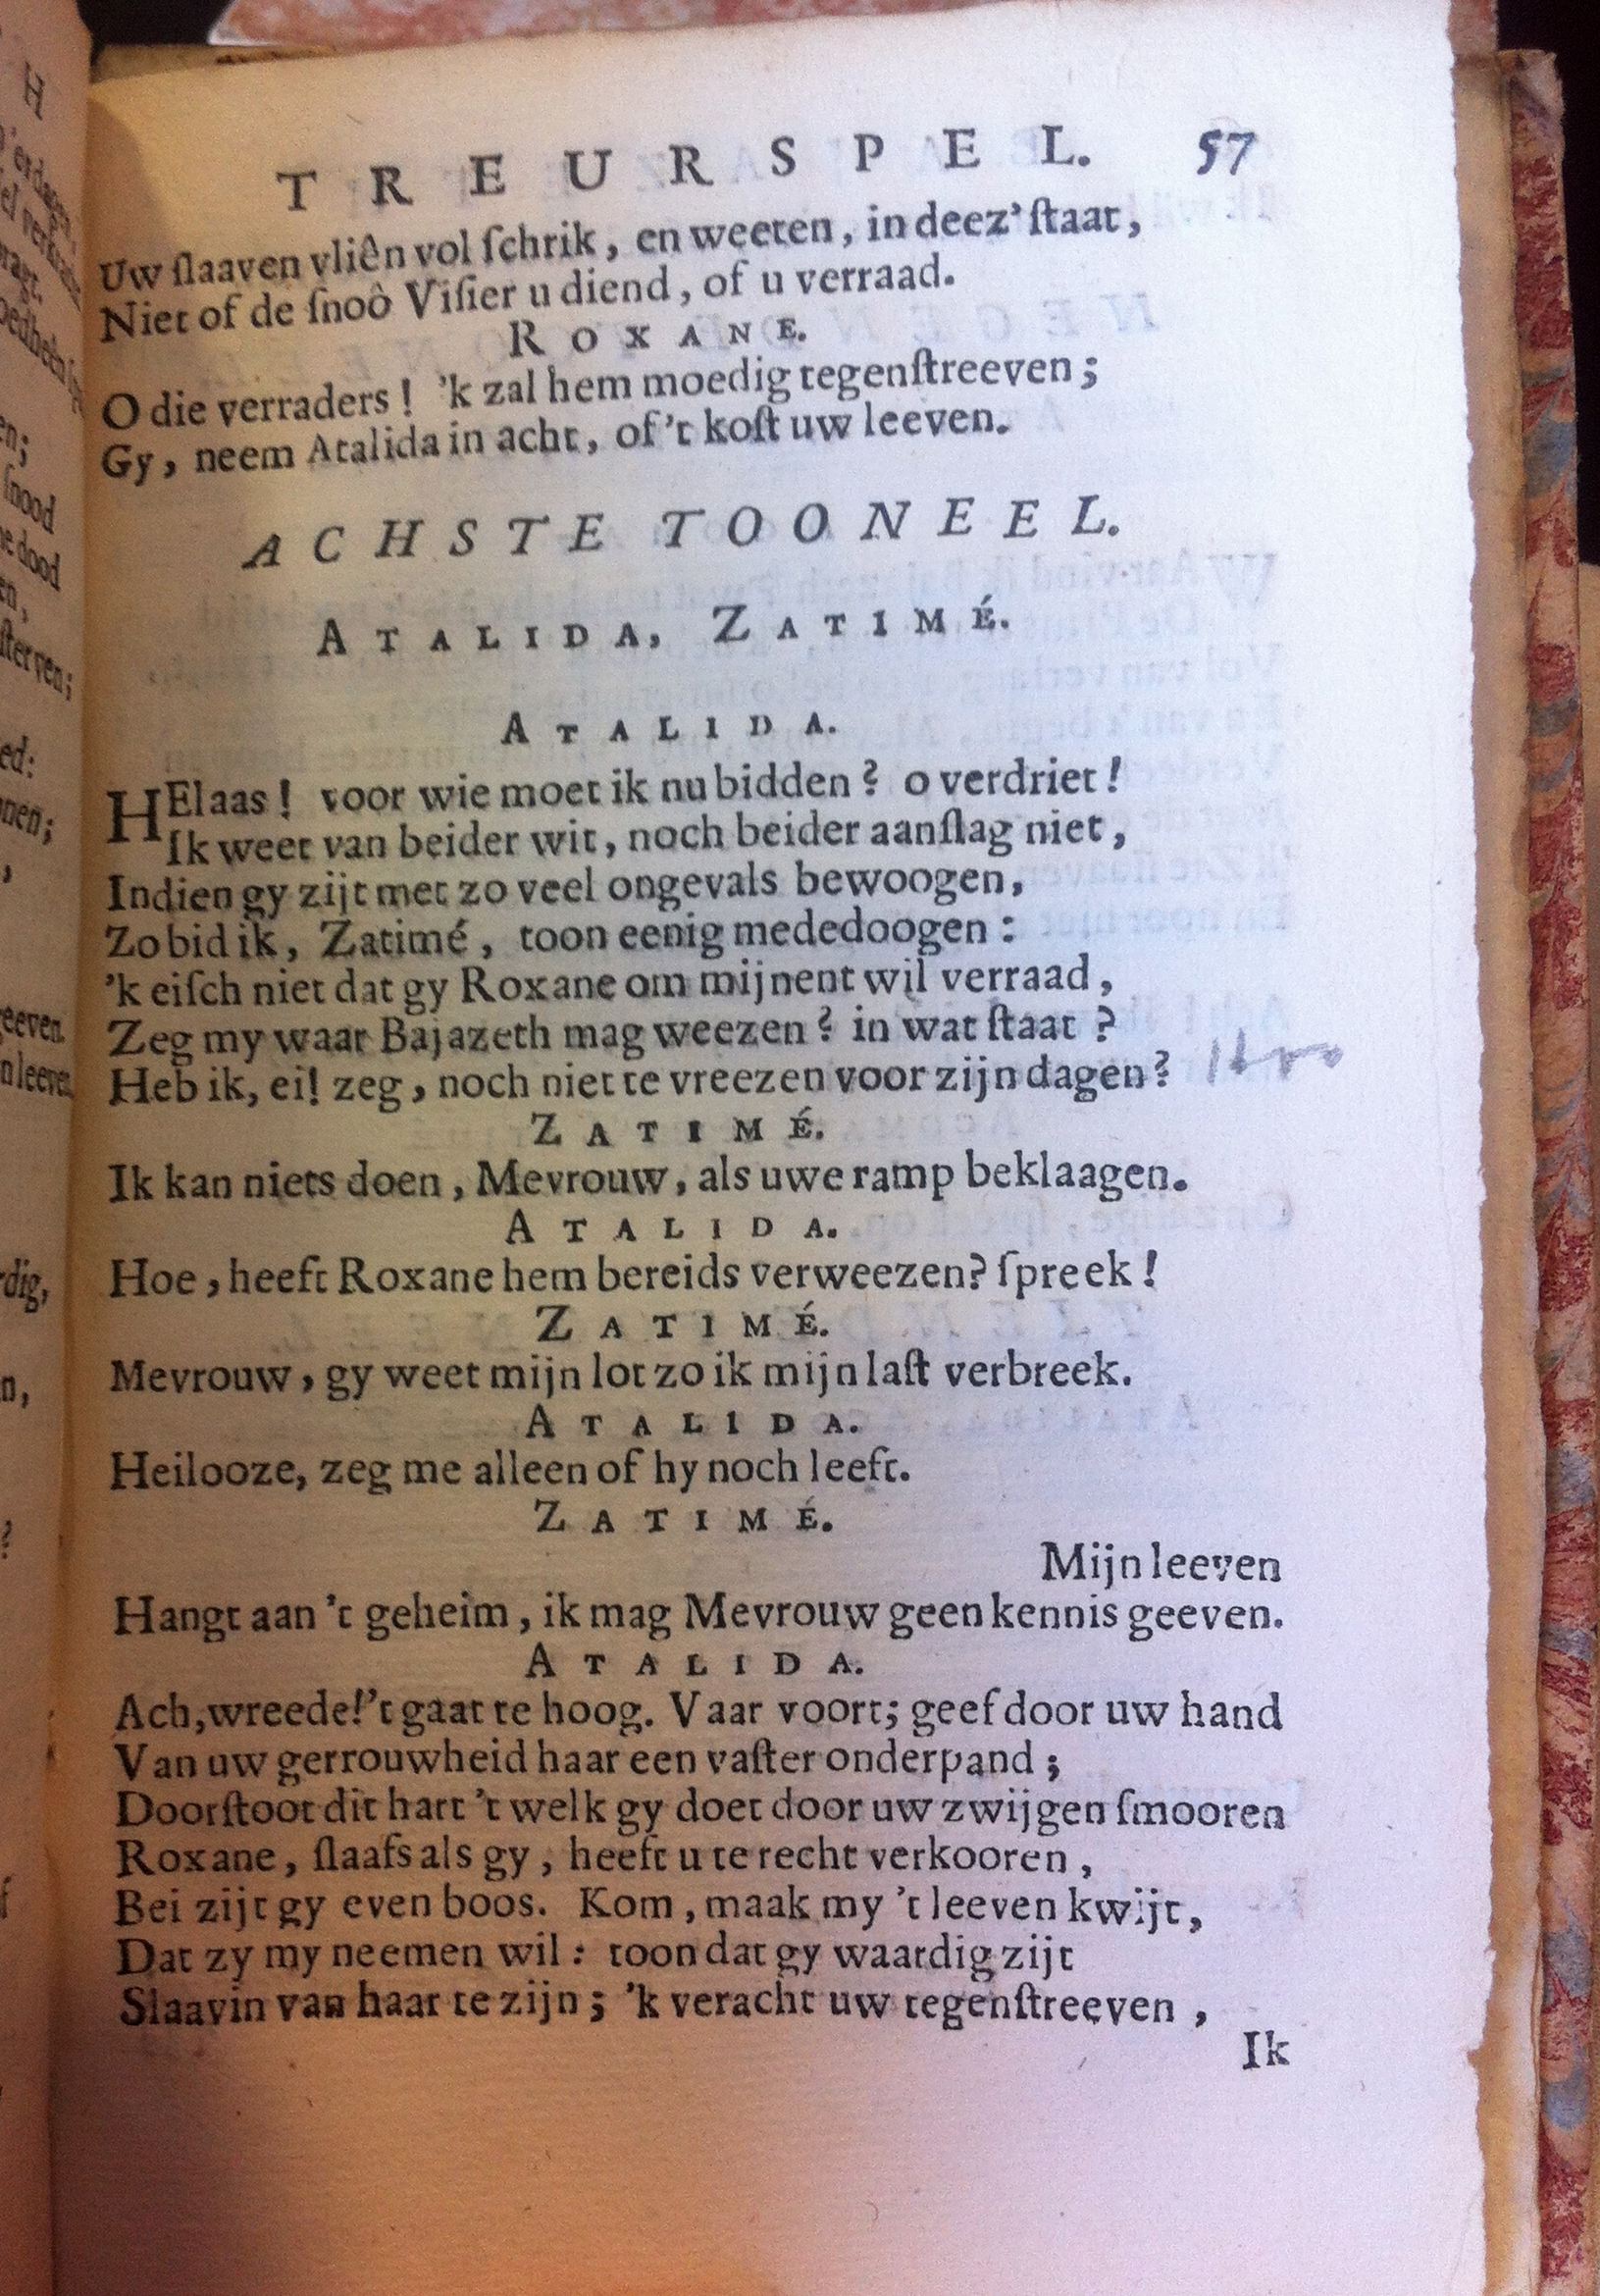 TREURSPEL. 57
Uw slaaven vliên vol schrik, en weeten, in deez' staat,
Niet of de snoô Visier u diend, of u verraad.
ROXANE.
O die verraders! 'k zal hem moedig tegenstreeven;
Gy, neem Atalida in acht, of 't kost uw leeven.
ACHSTE TOONEEL.
ATALIDA, ZATIMÉ.
ATALIDA.
HElaas! voor wie moet ik nu bidden? o verdriet!
Ik weet van beider wit, noch beider aanslag niet,
Indien gy zijt met zo veel ongevals bewoogen,
Zo bid ik, Zatimé, toon eenig mededoogen:
'k eisch niet dat gy Roxane om mijnent wil verraad,
Zeg my waar Bajazeth mag weezen? in wat staat?
Heb ik, ei! zeg, noch niet te vreezen voor zijn dagen?
ZATIMÉ.
Ik kan niets doen, Mevrouw, als uwe ramp beklaagen.
ATALIDA.
Hoe, heeft Roxane hem bereids verweezen? spreek!
ZATIMÉ.
Mevrouw, gy weet mijn lot zo ik mijn last verbreek.
ATALIDA.
Heilooze, zeg me alleen of hy noch leeft.
ZATIMÉ.
Mijn leeven
Hangt aan 't geheim, ik mag Mevrouw geen kennis geeven.
ATALIDA.
Ach, wreede! 't gaat te hoog. Vaar voort; geef door uw hand
Van uw getrouwheid haar een vaster onderpand;
Doorstoot dit hart 't welk gy doet door uw zwijgen smooren
Roxane, slaafs als gy, heeft u te recht verkooren,
Bei zijt gy even boos. Kom, maak my 't leeven kwijt,
Dat zy my neemen wil: toon dat gy waardig zijt
Slaavin van haar te zijn; 'k veracht uw tegenstreeven,
Ik